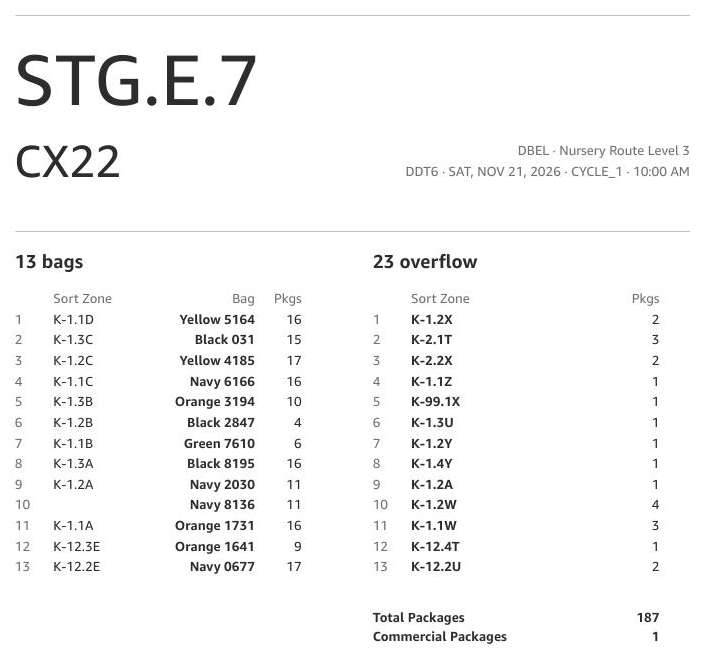 STG.E.7
CX22
DBEL · Nursery Route Level 3
DDT6 · SAT, NOV 21, 2026 · CYCLE_1 · 10:00 AM
13 bags
Sort Zone Bag Pkgs
1 K-1.1D Yellow 5164 16
2 K-1.3C Black 031 15
3 K-1.2C Yellow 4185 17
4 K-1.1C Navy 6166 16
5 K-1.3B Orange 3194 10
6 K-1.2B Black 2847 4
7 K-1.1B Green 7610 6
8 K-1.3A Black 8195 16
9 K-1.2A Navy 2030 11
10 Navy 8136 11
11 K-1.1A Orange 1731 16
12 K-12.3E Orange 1641 9
13 K-12.2E Navy 0677 17
23 overflow
Sort Zone Pkgs
1 K-1.2X 2
2 K-2.1T 3
3 K-2.2X 2
4 K-1.1Z 1
5 K-99.1X 1
6 K-1.3U 1
7 K-1.2Y 1
8 K-1.4Y 1
9 K-1.2A 1
10 K-1.2W 4
11 K-1.1W 3
12 K-12.4T 1
13 K-12.2U 2
Total Packages 187
Commercial Packages 1